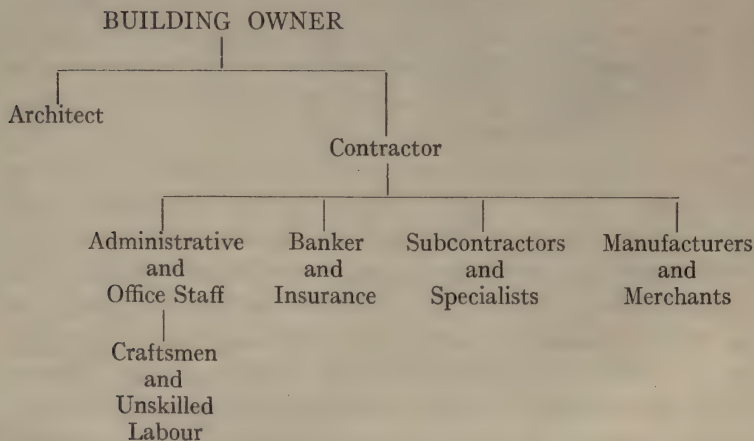 BUILDING OWNER
Architect
Contractor
Administrative
and
Office Staff
Banker
and
Insurance
Subcontractors
and
Specialists
Manufacturers
and
Merchants
Craftsmen
and
Unskilled
Labour